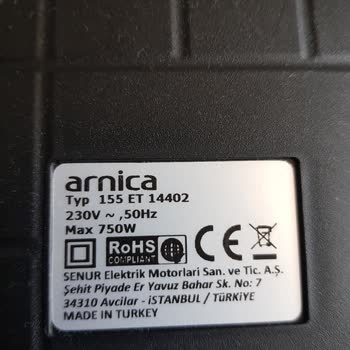 arnica
Typ 155 ET 14402
230V ~ ,50Hz
Max 750W
RoHS
COMPLIANT
CE
SENUR Elektrik Motorlari San. ve Tic. A.Ş.
Şehit Piyade Er Yavuz Bahar Sk. No: 7
34310 Avcilar - İSTANBUL / TÜRKİYE
MADE IN TURKEY